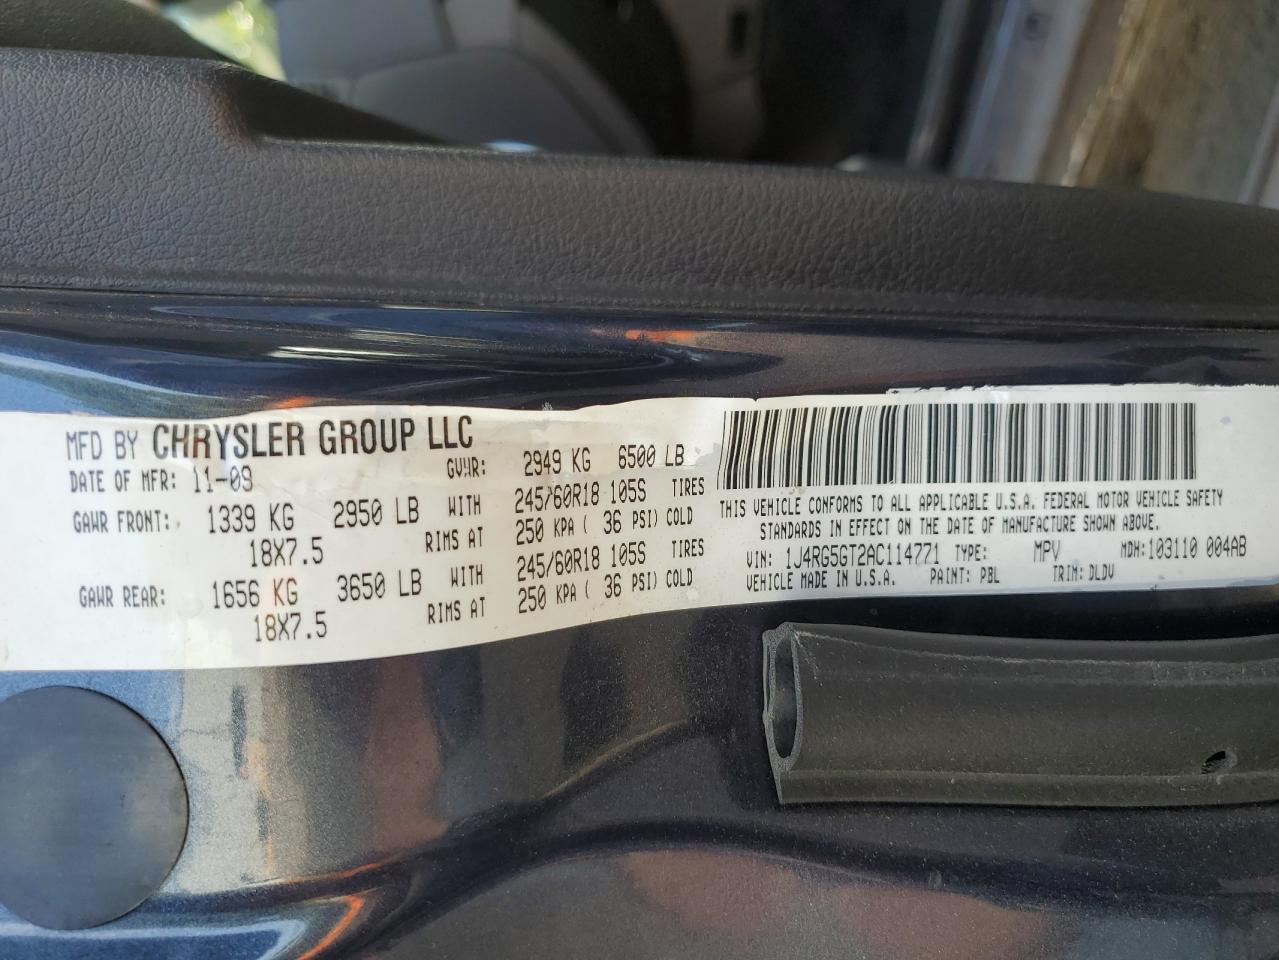 MFD BY CHRYSLER GROUP LLC
DATE OF MFR: 11-09 GVWR: 2949 KG 6500 LB
GAWR FRONT: 1339 KG 2950 LB WITH 245/60R18 105S TIRES
18X7.5 RIMS AT 250 KPA ( 36 PSI) COLD
GAWR REAR: 1656 KG 3650 LB WITH 245/60R18 105S TIRES
18X7.5 RIMS AT 250 KPA ( 36 PSI) COLD
THIS VEHICLE CONFORMS TO ALL APPLICABLE U.S.A. FEDERAL MOTOR VEHICLE SAFETY
STANDARDS IN EFFECT ON THE DATE OF MANUFACTURE SHOWN ABOVE.
VIN: 1J4RG5GT2AC114771 TYPE: MPV MDH:103110 004AB
VEHICLE MADE IN U.S.A. PAINT: PBL TRIM: DLDV